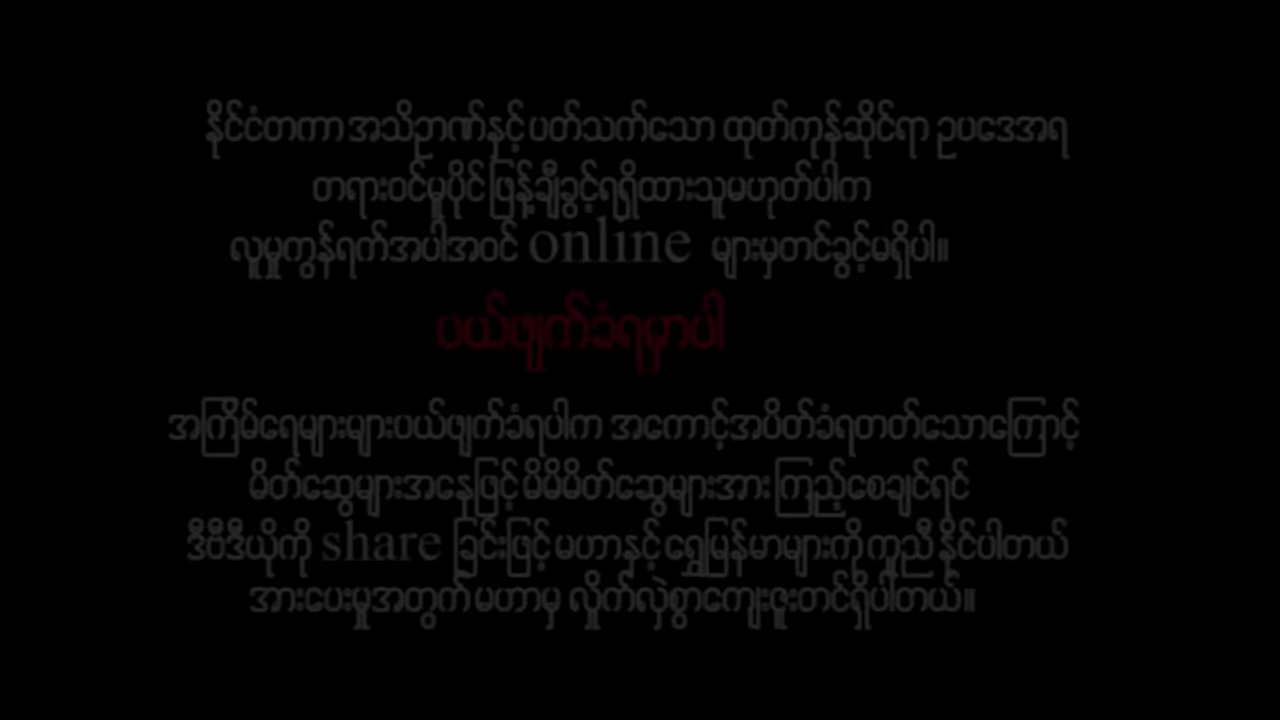 နိုင်ငံတကာ အသိဉာဏ်နှင့် ပတ်သက်သော ထုတ်ကုန်ဆိုင်ရာ ဥပဒေအရ
တရားဝင်မူပိုင် ဖြန့်ချီခွင့်ရရှိထားသူမဟုတ်ပါက
လူမှုကွန်ရက်အပါအဝင် online များမှတင်ခွင့်မရှိပါ။
ပယ်ဖျက်ခံရမှာပါ
အကြိမ်ရေများများပယ်ဖျက်ခံရပါက အကောင့်အပိတ်ခံရတတ်သောကြောင့်
မိတ်ဆွေများအနေဖြင့် မိမိမိတ်ဆွေများအား ကြည့်စေချင်ရင်
ဒီဗီဒီယိုကို share ခြင်းဖြင့် မဟာနှင့် ရွှေမြန်မာများကို ကူညီ နိုင်ပါတယ်
အားပေးမှုအတွက် မဟာမှ လှိုက်လှဲစွာကျေးဇူးတင်ရှိပါတယ်။